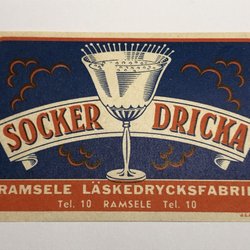 SOCKER DRICKA
RAMSELE LÄSKEDRYCKSFABRIK
Tel. 10 RAMSELE Tel. 10